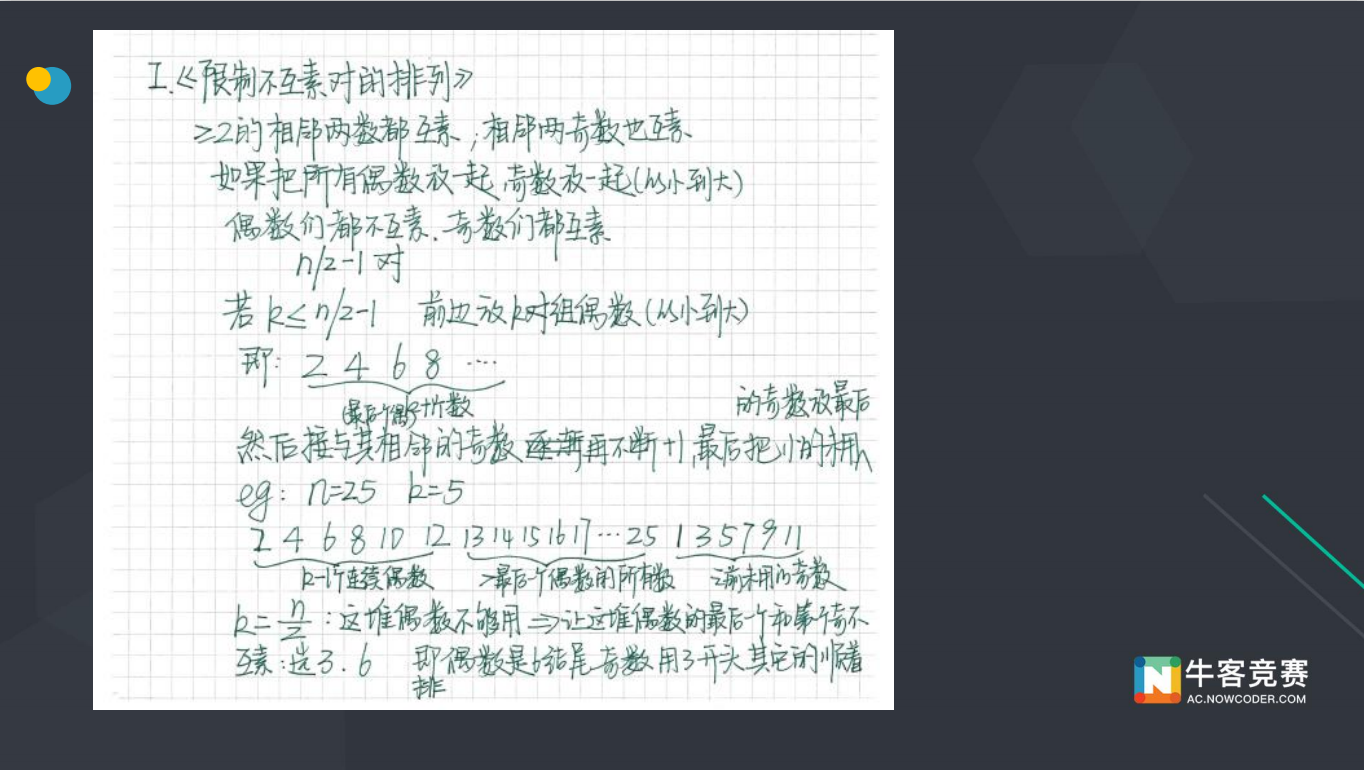 I.《限制不互素对的排列》
≥2的相邻两数都互素,相邻两奇数也互素
如果把所有偶数放一起,奇数放一起(从小到大)
偶数们都不互素.奇数们都互素
n/2-1 对
若 k≤n/2-1 前边放k对组偶数(从小到大)
即: 2 4 6 8 ····
最后个偶 个数
的奇数放最后
然后接与其相邻的奇数 再不断+1,最后把小的未用
eg: n=25 k=5
2 4 6 8 10 12 13 14 15 16 17 ··· 25 1 3 5 7 9 11
k-1个连续偶数 >最后一个偶数的所有数 之前未用的奇数
k=n/2 :这堆偶数不够用⇒让这堆偶数的最后一个和第一个奇不
互素:选3.6 即偶数是6结尾,奇数用3开头其它的顺着
排
牛客竞赛
AC.NOWCODER.COM